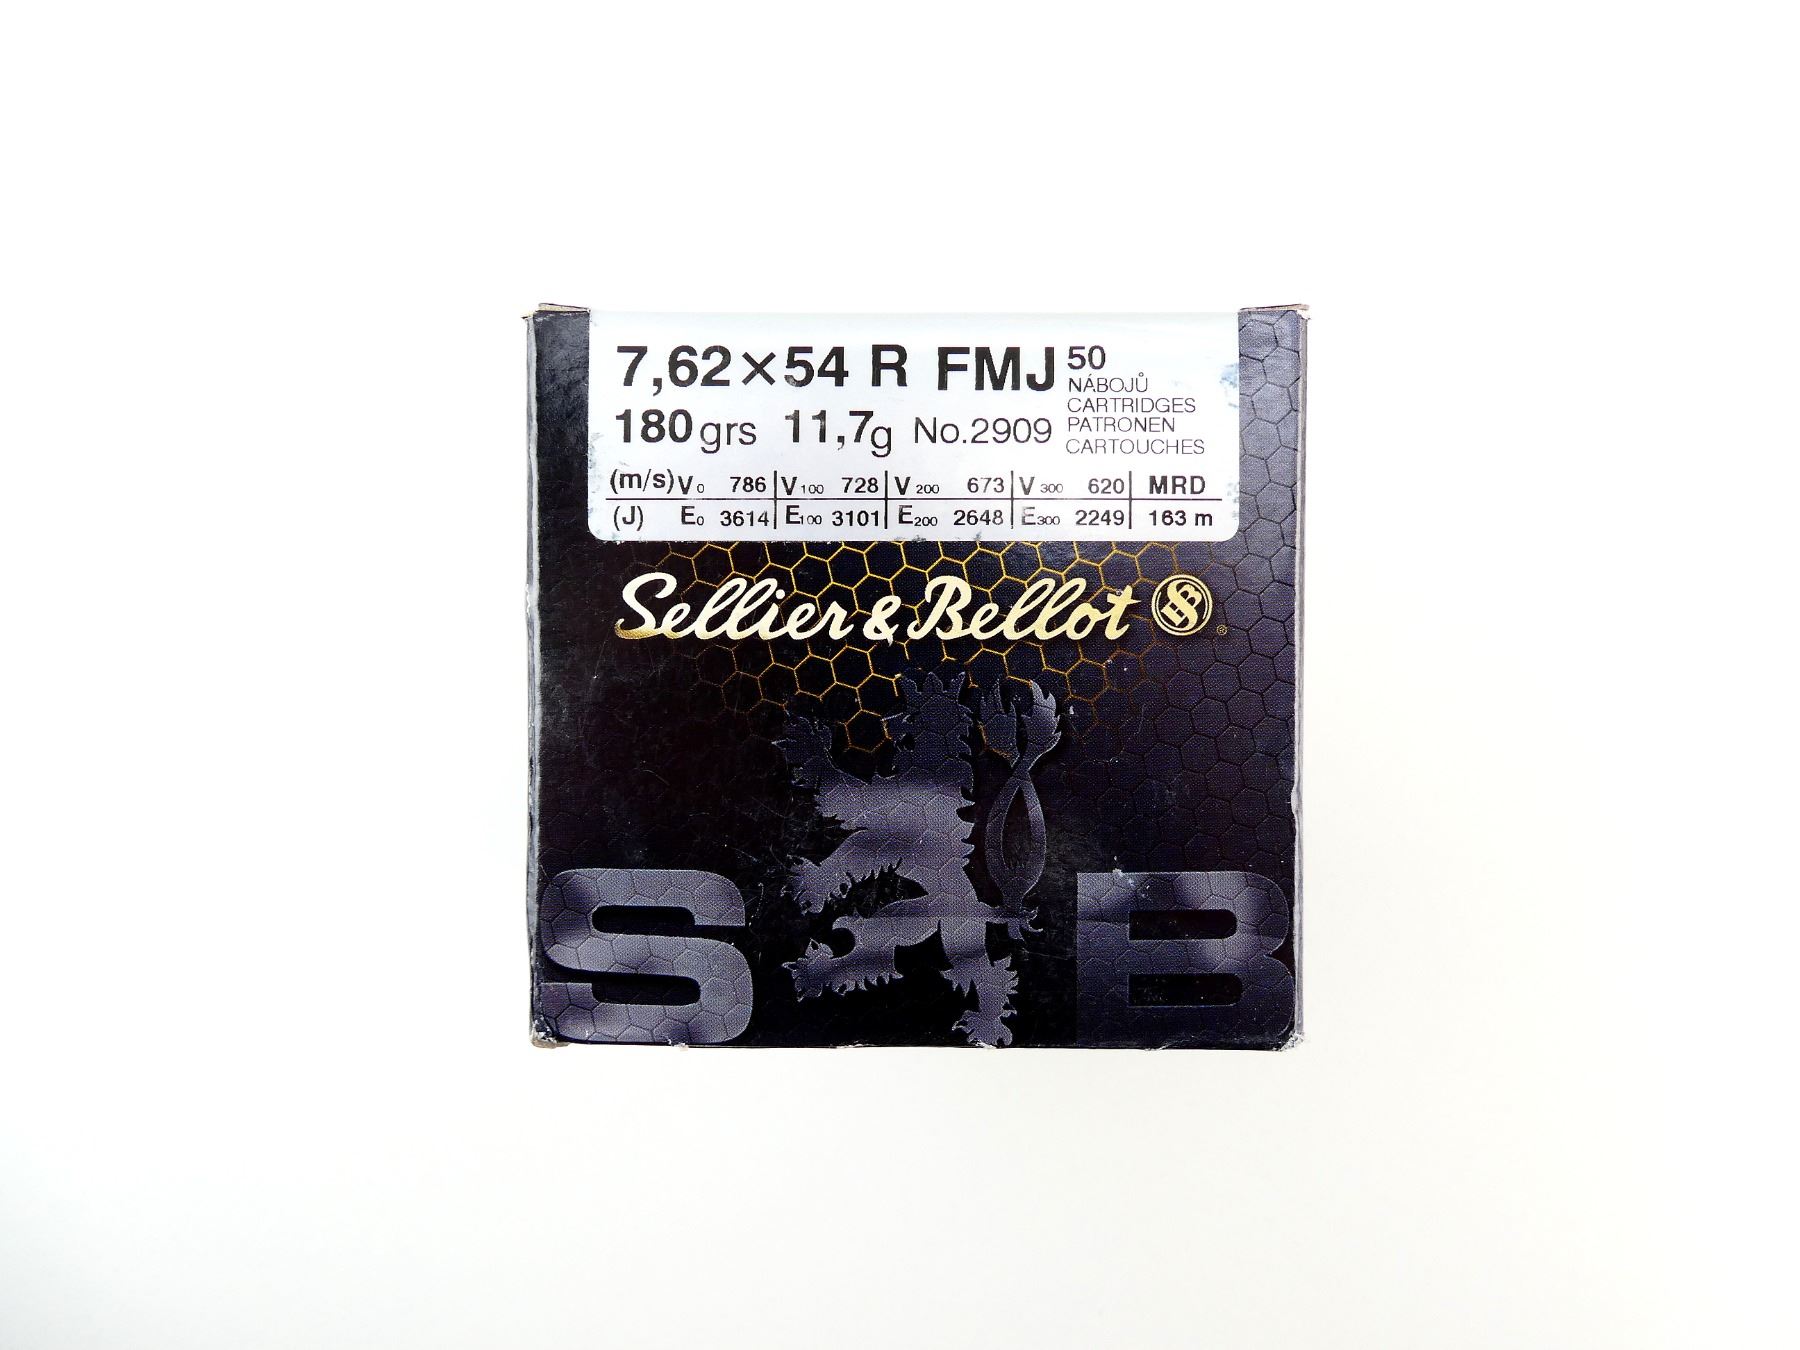 7,62×54 R FMJ 50
NÁBOJŮ
CARTRIDGES
PATRONEN
CARTOUCHES
180 grs 11,7g No.2909
(m/s) V0 786 V100 728 V200 673 V300 620 MRD
(J) E0 3614 E100 3101 E200 2648 E300 2249 163 m
Sellier & Bellot SB ®
S B